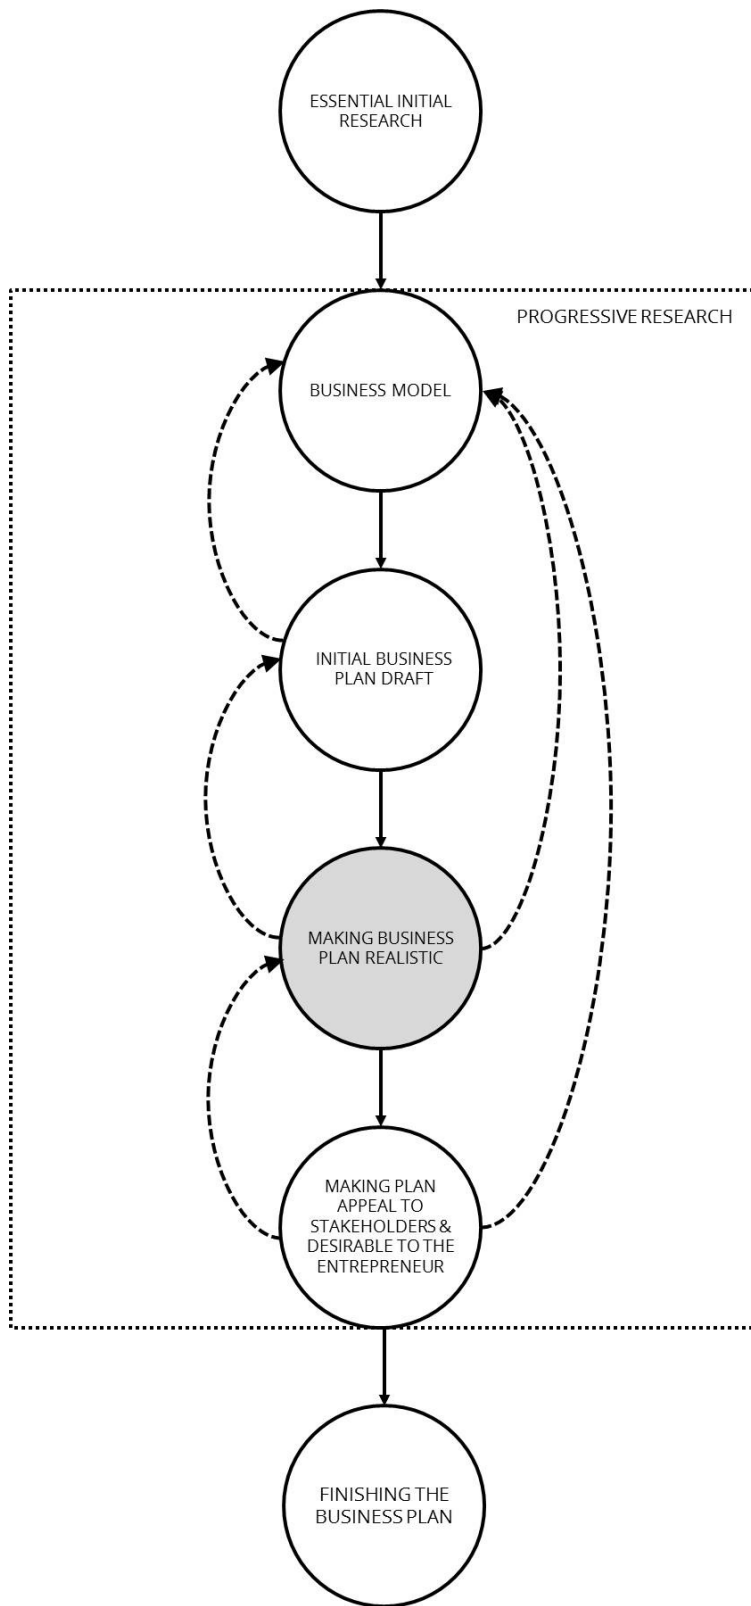 ESSENTIAL INITIAL
RESEARCH
PROGRESSIVE RESEARCH
BUSINESS MODEL
INITIAL BUSINESS
PLAN DRAFT
MAKING BUSINESS
PLAN REALISTIC
MAKING PLAN
APPEAL TO
STAKEHOLDERS &
DESIRABLE TO THE
ENTREPRENEUR
FINISHING THE
BUSINESS PLAN